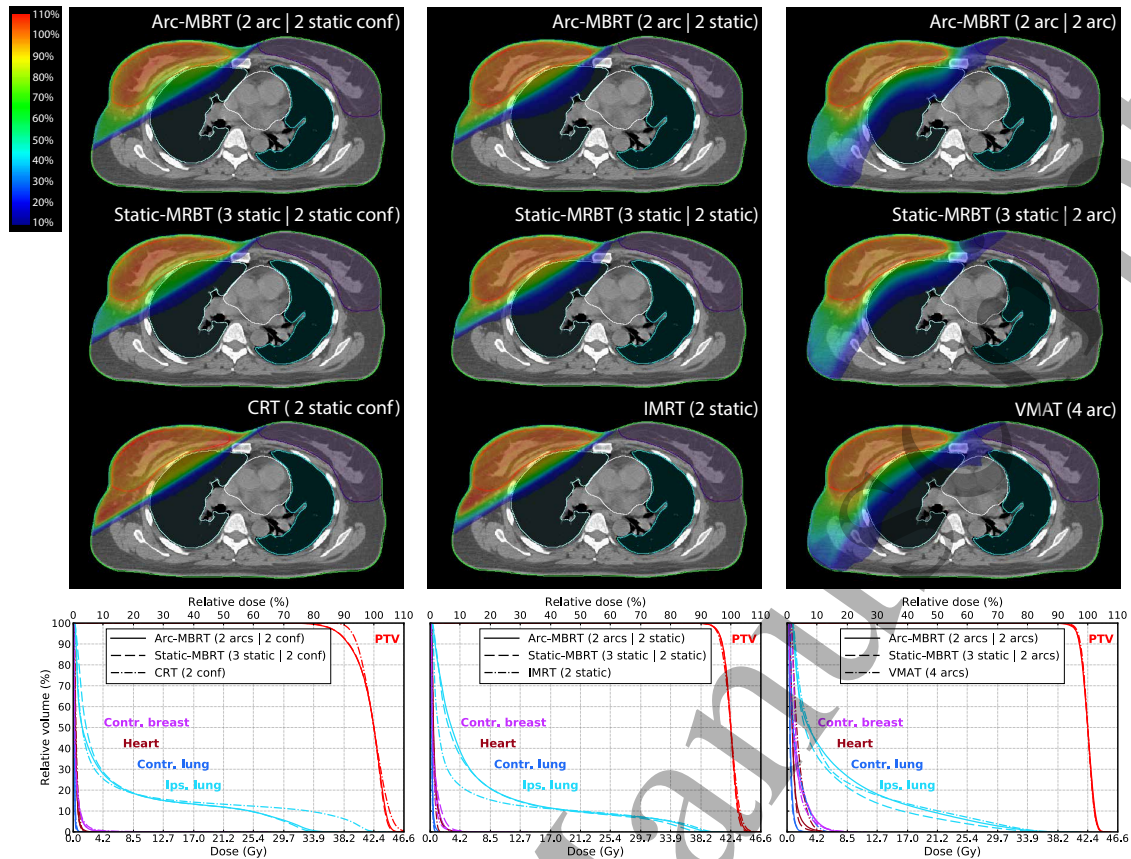 110%
100%
90%
80%
70%
60%
50%
40%
30%
20%
10%
Arc-MBRT (2 arc | 2 static conf)
Arc-MBRT (2 arc | 2 static)
Arc-MBRT (2 arc | 2 arc)
Static-MRBT (3 static | 2 static conf)
Static-MRBT (3 static | 2 static)
Static-MRBT (3 static | 2 arc)
CRT ( 2 static conf)
IMRT (2 static)
VMAT (4 arc)
Relative dose (%)
0 10 20 30 40 50 60 70 80 90 100 110
100
90
80
70
60
50
40
30
20
10
0
Relative volume (%)
PTV
Arc-MBRT (2 arcs | 2 conf)
Static-MBRT (3 static | 2 conf)
CRT (2 conf)
Contr. breast
Heart
Contr. lung
Ips. lung
0.0 4.2 8.5 12.7 17.0 21.2 25.4 29.7 33.9 38.2 42.4 46.6
Dose (Gy)
Relative dose (%)
0 10 20 30 40 50 60 70 80 90 100 110
PTV
Arc-MBRT (2 arcs | 2 static)
Static-MBRT (3 static | 2 static)
IMRT (2 static)
Contr. breast
Heart
Contr. lung
Ips. lung
0.0 4.2 8.5 12.7 17.0 21.2 25.4 29.7 33.9 38.2 42.4 46.6
Dose (Gy)
Relative dose (%)
0 10 20 30 40 50 60 70 80 90 100 110
PTV
Arc-MBRT (2 arcs | 2 arcs)
Static-MBRT (3 static | 2 arcs)
VMAT (4 arcs)
Contr. breast
Heart
Contr. lung
Ips. lung
0.0 4.2 8.5 12.7 17.0 21.2 25.4 29.7 33.9 38.2 42.4 46.6
Dose (Gy)